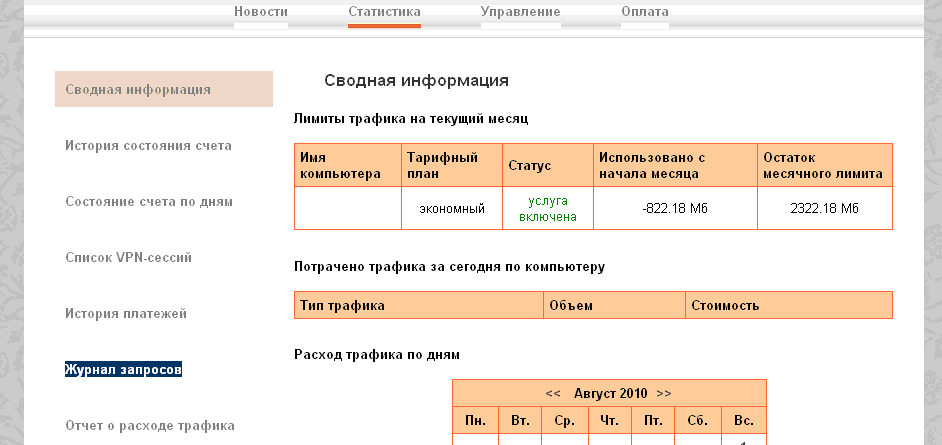 Новости Статистика Управление Оплата
Сводная информация
История состояния счета
Состояние счета по дням
Список VPN-сессий
История платежей
Журнал запросов
Отчет о расходе трафика
Сводная информация
Лимиты трафика на текущий месяц
Имя компьютера Тарифный план Статус Использовано с начала месяца Остаток месячного лимита
экономный услуга включена -822.18 Мб 2322.18 Мб
Потрачено трафика за сегодня по компьютеру
Тип трафика Объем Стоимость
Расход трафика по дням
<< Август 2010 >>
Пн. Вт. Ср. Чт. Пт. Сб. Вс.